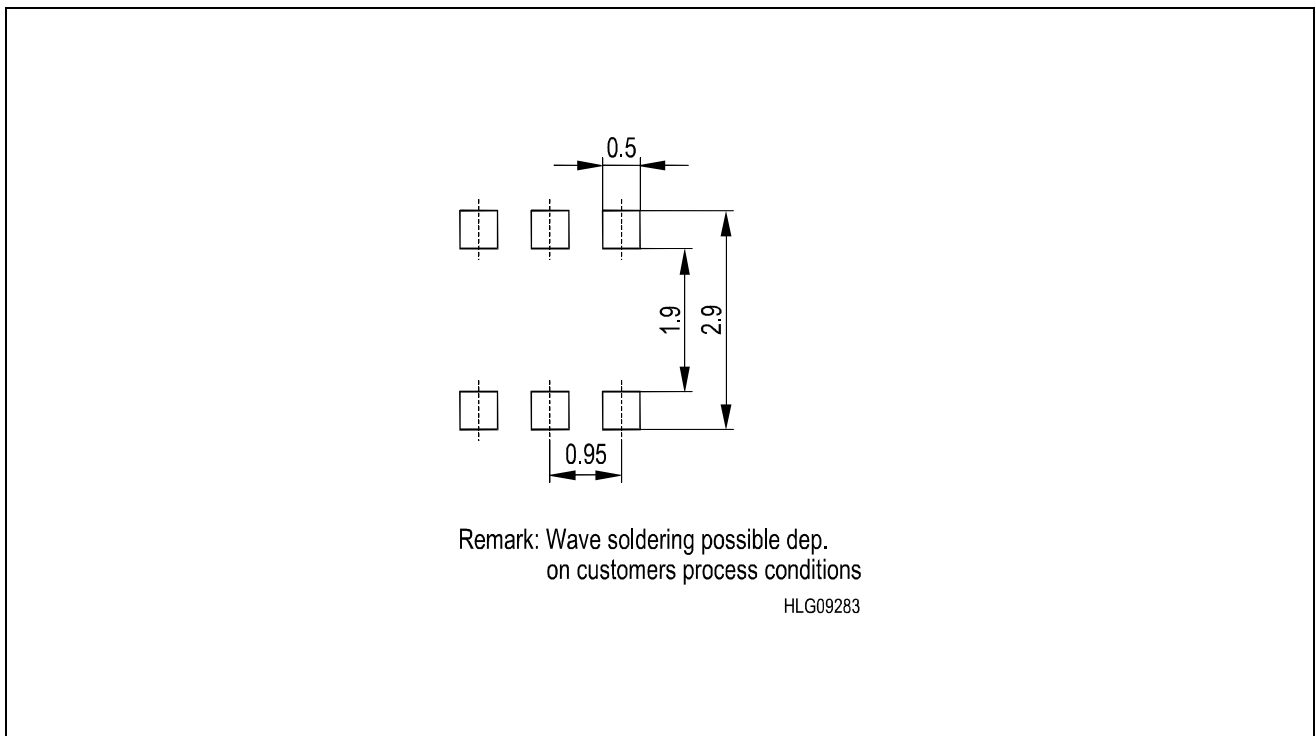 0.5
1.9
2.9
0.95
Remark: Wave soldering possible dep.
on customers process conditions
HLG09283